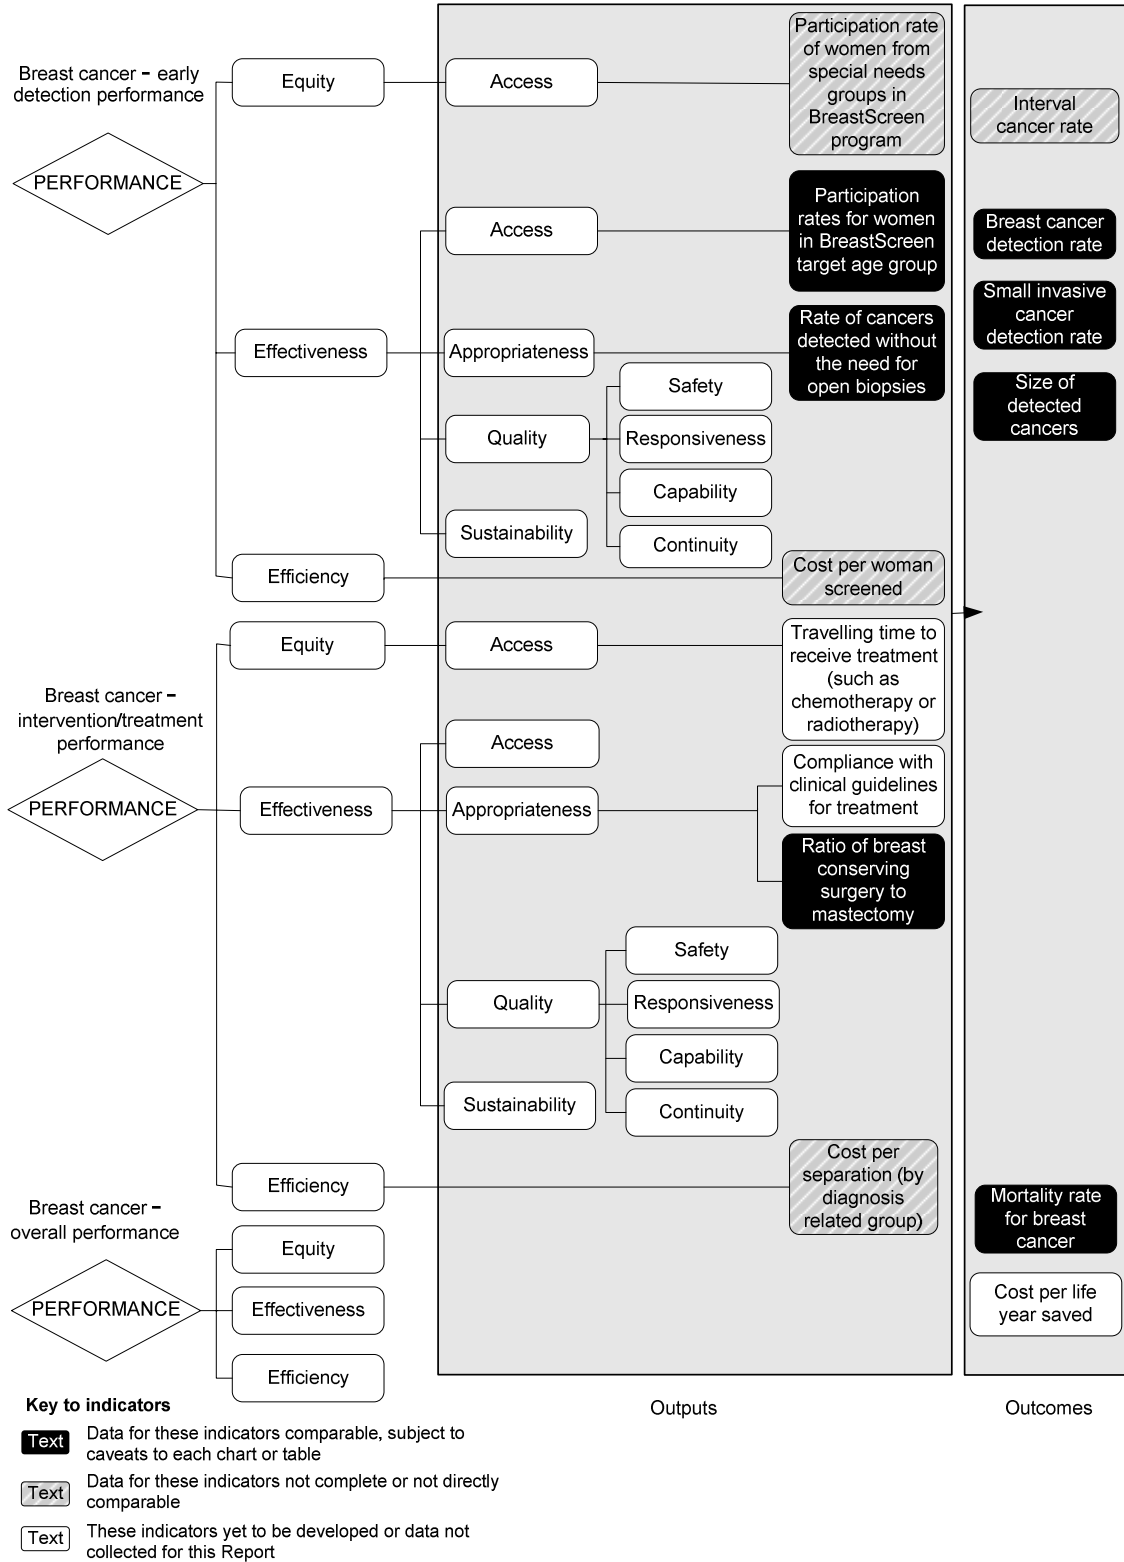 Breast cancer – early
detection performance
PERFORMANCE
Equity
Access
Participation rate
of women from
special needs
groups in
BreastScreen
program
Effectiveness
Access
Participation
rates for women
in BreastScreen
target age group
Appropriateness
Rate of cancers
detected without
the need for
open biopsies
Quality
Safety
Responsiveness
Capability
Continuity
Sustainability
Efficiency
Cost per woman
screened
Interval
cancer rate
Breast cancer
detection rate
Small invasive
cancer
detection rate
Size of
detected
cancers
Breast cancer –
intervention/treatment
performance
PERFORMANCE
Equity
Access
Travelling time to
receive treatment
(such as
chemotherapy or
radiotherapy)
Effectiveness
Access
Appropriateness
Compliance with
clinical guidelines
for treatment
Ratio of breast
conserving
surgery to
mastectomy
Quality
Safety
Responsiveness
Capability
Continuity
Sustainability
Efficiency
Cost per
separation (by
diagnosis
related group)
Breast cancer –
overall performance
PERFORMANCE
Equity
Effectiveness
Efficiency
Mortality rate
for breast
cancer
Cost per life
year saved
Outputs
Outcomes
Key to indicators
Text
Data for these indicators comparable, subject to
caveats to each chart or table
Text
Data for these indicators not complete or not directly
comparable
Text
These indicators yet to be developed or data not
collected for this Report